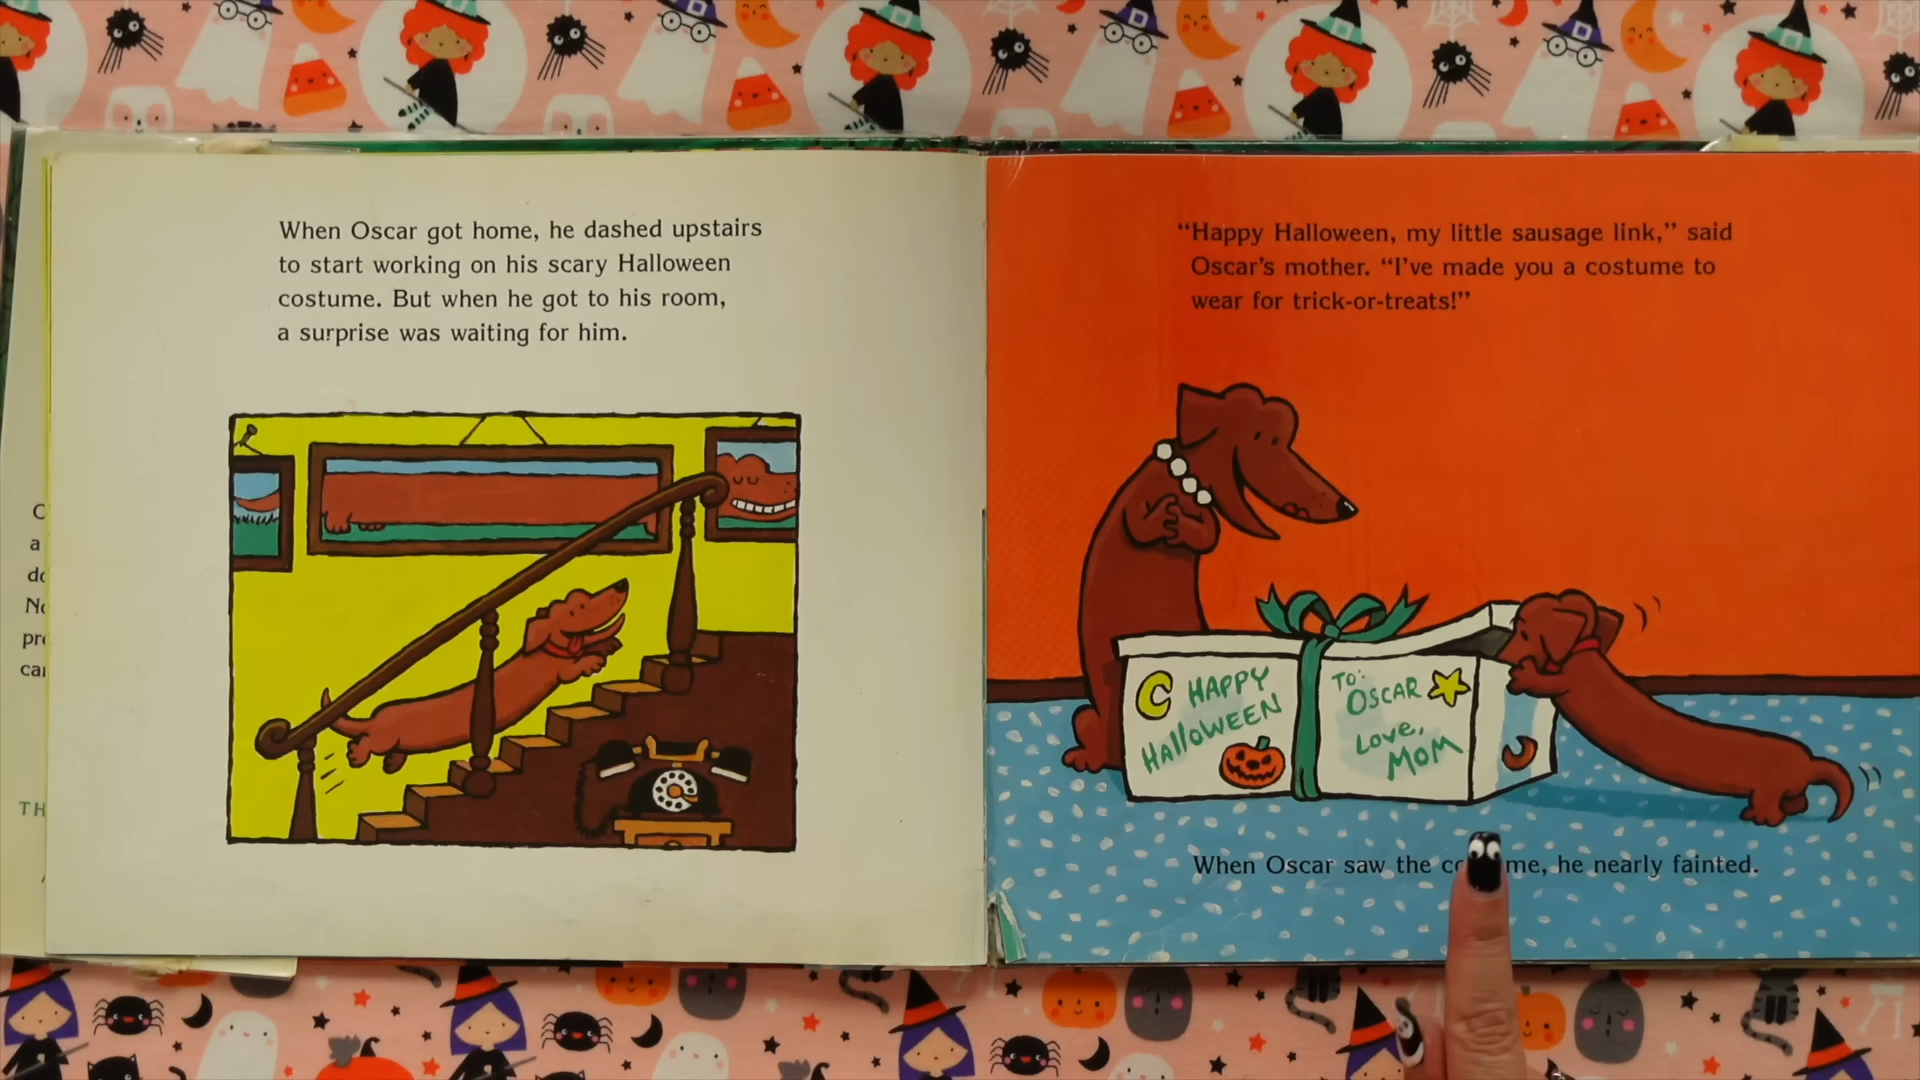 When Oscar got home, he dashed upstairs
to start working on his scary Halloween
costume. But when he got to his room,
a surprise was waiting for him.
"Happy Halloween, my little sausage link," said
Oscar's mother. "I've made you a costume to
wear for trick-or-treats!"
HAPPY
HAlloWEEN
TO:
OSCAR
Love,
MOM
When Oscar saw the he nearly fainted.
TH